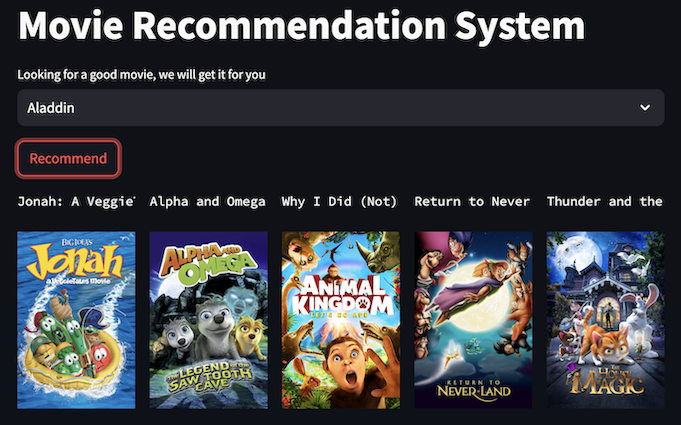 Movie Recommendation System
Looking for a good movie, we will get it for you
Aladdin
Recommend
Jonah: A Veggie
Alpha and Omega
Why I Did (Not)
Return to Never
Thunder and the
BIG IDEA'S
Jonah
a VeggieTales Movie
ALPHA AND
OMEGA
THE LEGEND OF THE
SAW TOOTH
CAVE
ANIMAL
KINGDOM
LET'S GO APE
RETURN TO
NEVER LAND
THE HOUSE
OF
MAGIC